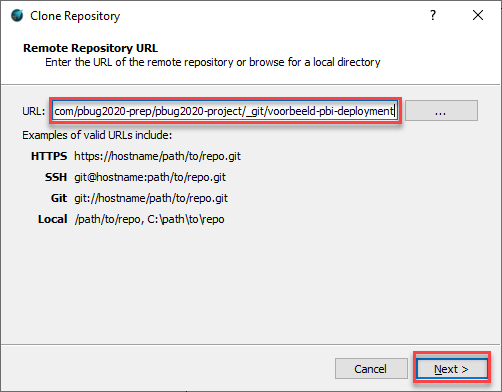 Clone Repository
Remote Repository URL
Enter the URL of the remote repository or browse for a local directory
URL: com/pbug2020-prep/pbug2020-project/_git/voorbeeld-pbi-deployment ...
Examples of valid URLs include:
HTTPS https://hostname/path/to/repo.git
SSH git@hostname:path/to/repo.git
Git git://hostname/path/to/repo.git
Local /path/to/repo, C:\path\to\repo
Cancel Next >